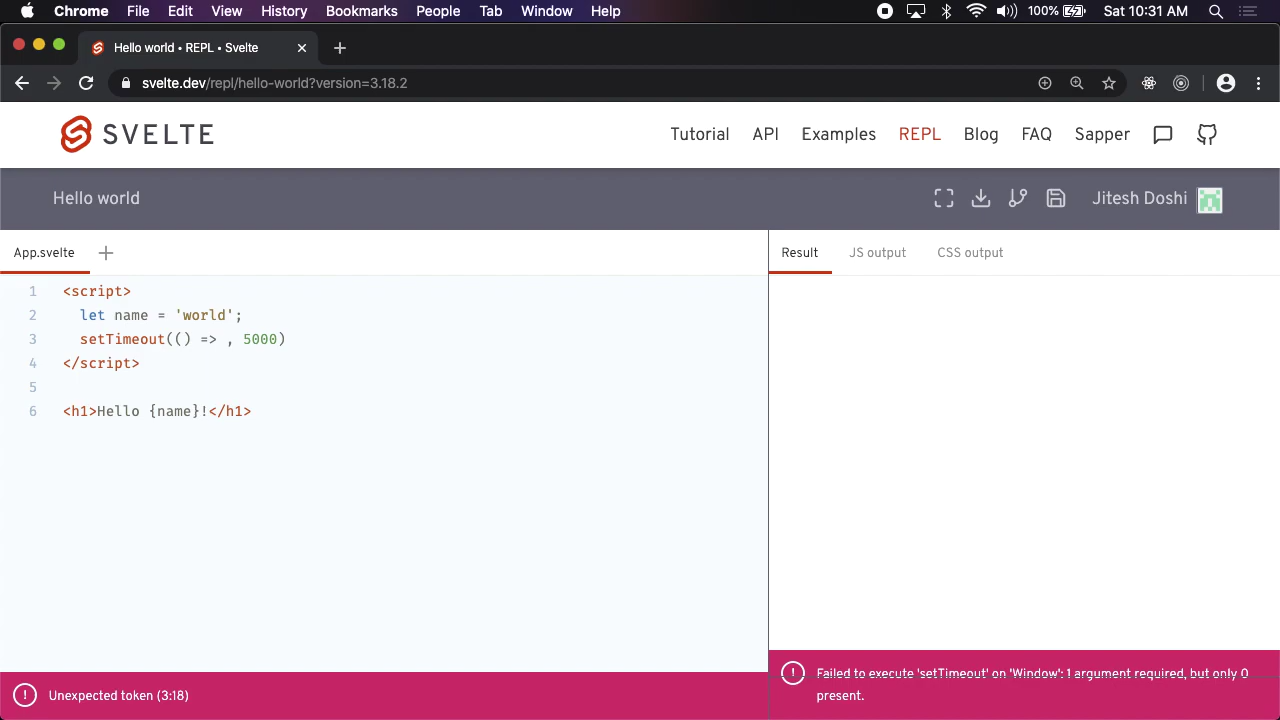 Chrome File Edit View History Bookmarks People Tab Window Help 100% Sat 10:31 AM
Hello world • REPL • Svelte
svelte.dev/repl/hello-world?version=3.18.2
SVELTE Tutorial API Examples REPL Blog FAQ Sapper
Hello world Jitesh Doshi
App.svelte Result JS output CSS output
1 <script>
2 let name = 'world';
3 setTimeout(() => , 5000)
4 </script>
5
6 <h1>Hello {name}!</h1>
! Unexpected token (3:18)
! Failed to execute 'setTimeout' on 'Window': 1 argument required, but only 0
present.